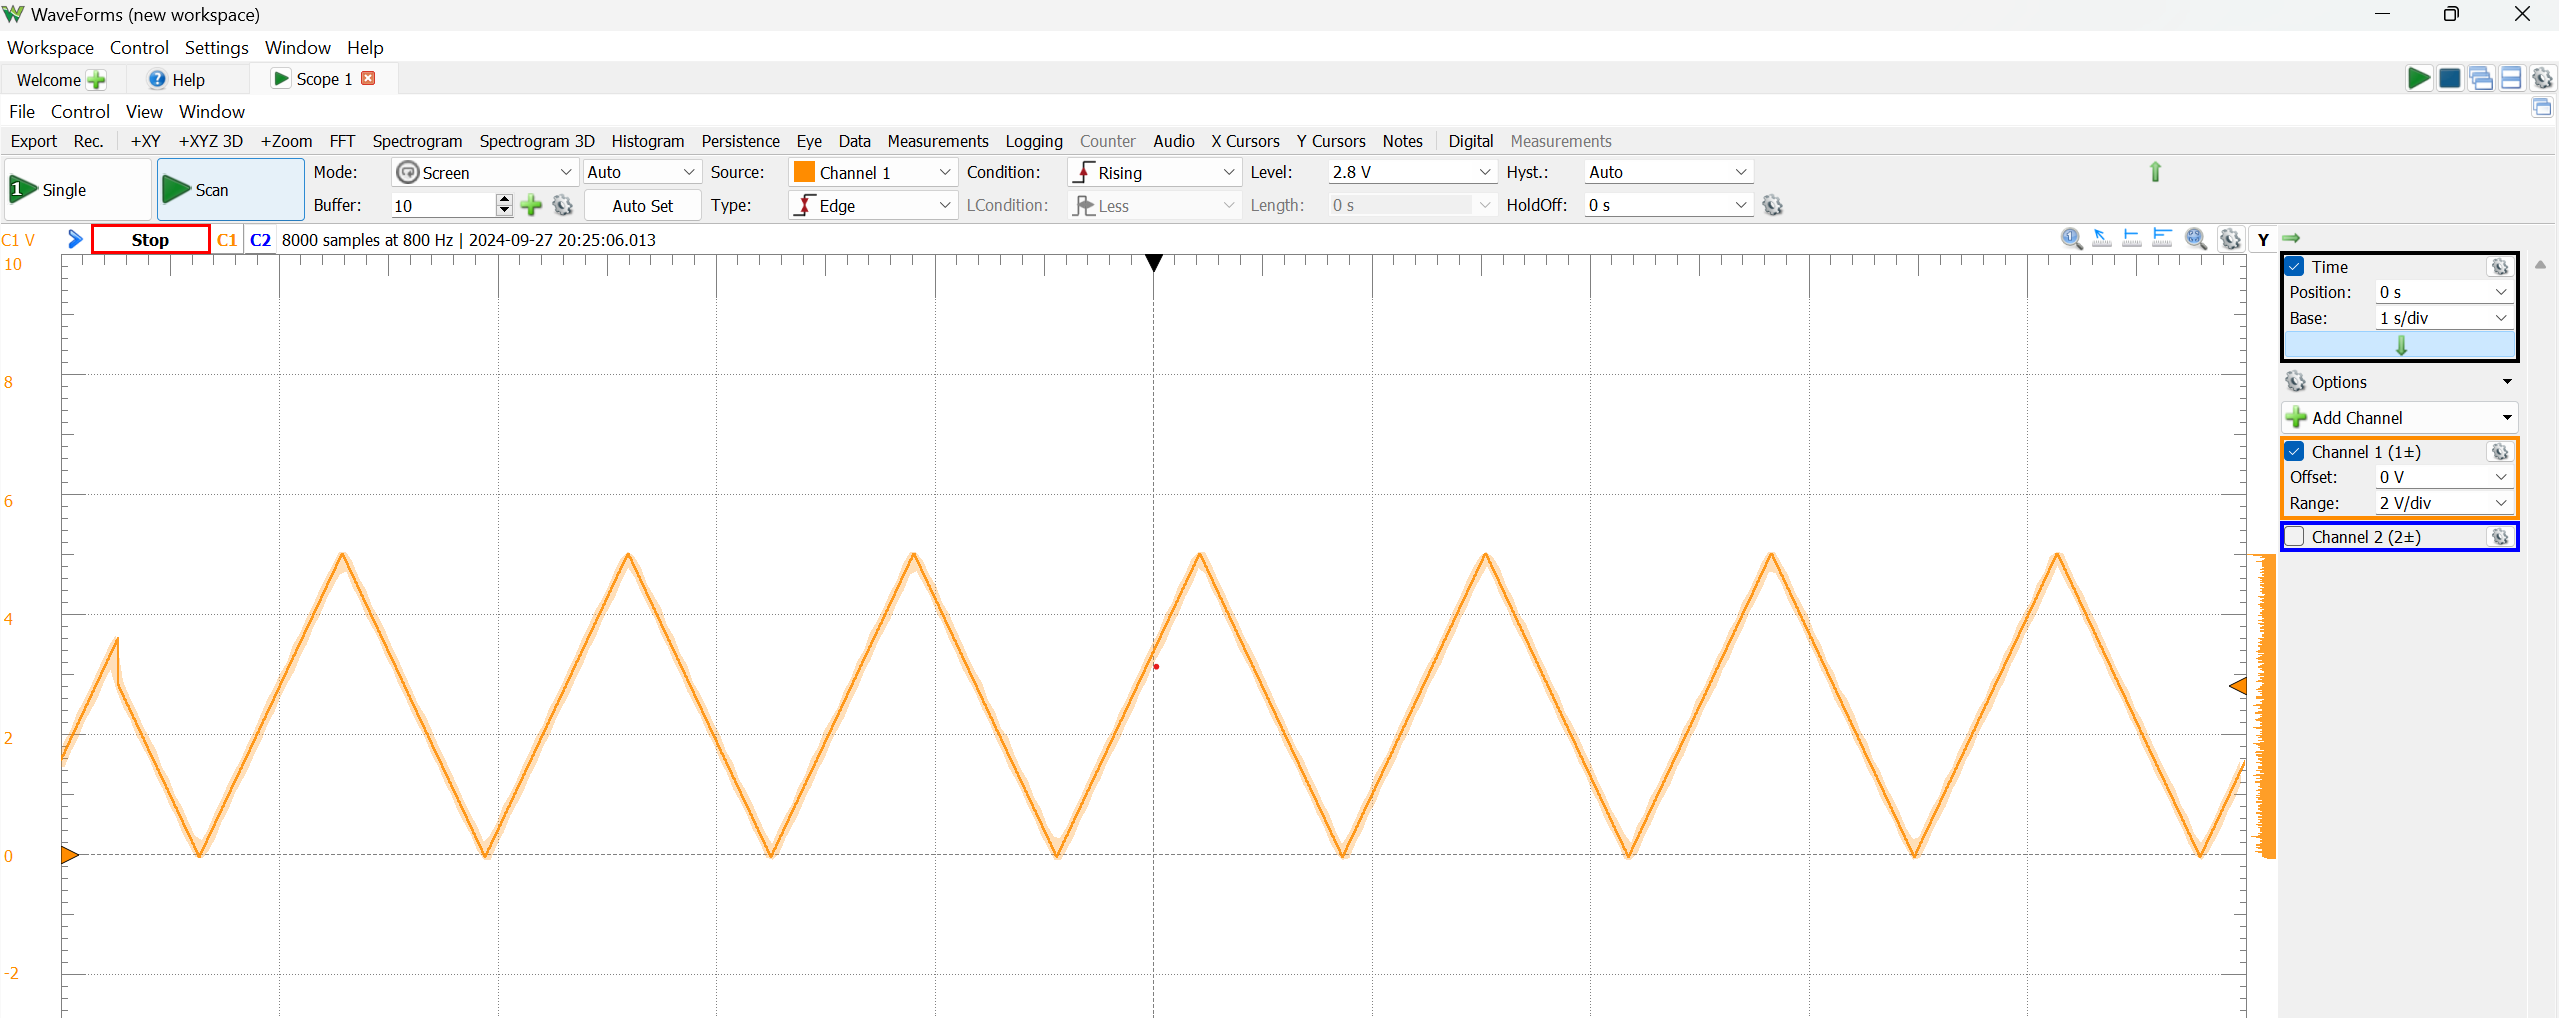 WaveForms (new workspace)
Workspace Control Settings Window Help
Welcome Help Scope 1
File Control View Window
Export Rec. +XY +XYZ 3D +Zoom FFT Spectrogram Spectrogram 3D Histogram Persistence Eye Data Measurements Logging Counter Audio X Cursors Y Cursors Notes Digital Measurements
1 Single Scan Mode: Screen Auto Source: Channel 1 Condition: Rising Level: 2.8 V Hyst.: Auto
Buffer: 10 Auto Set Type: Edge LCondition: Less Length: 0 s HoldOff: 0 s
C1 V Stop C1 C2 8000 samples at 800 Hz | 2024-09-27 20:25:06.013 Y
10
8
6
4
2
0
-2
Time
Position: 0 s
Base: 1 s/div
Options
Add Channel
Channel 1 (1±)
Offset: 0 V
Range: 2 V/div
Channel 2 (2±)